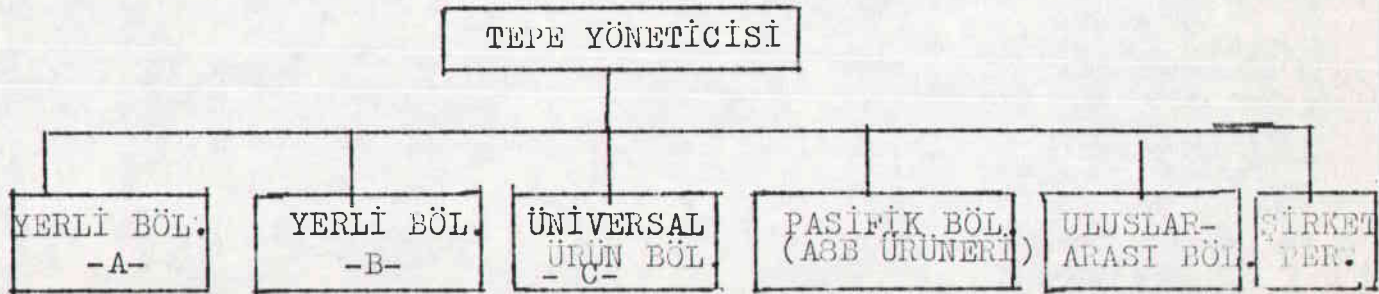 TEPE YÖNETİCİSİ
YERLİ BÖL.
-A-
YERLİ BÖL.
-B-
ÜNİVERSAL
ÜRÜN BÖL.
- C-
PASİFİK BÖL.
(A8B ÜRÜNERİ)
ULUSLAR-
ARASI BÖL.
ŞİRKET
PER.